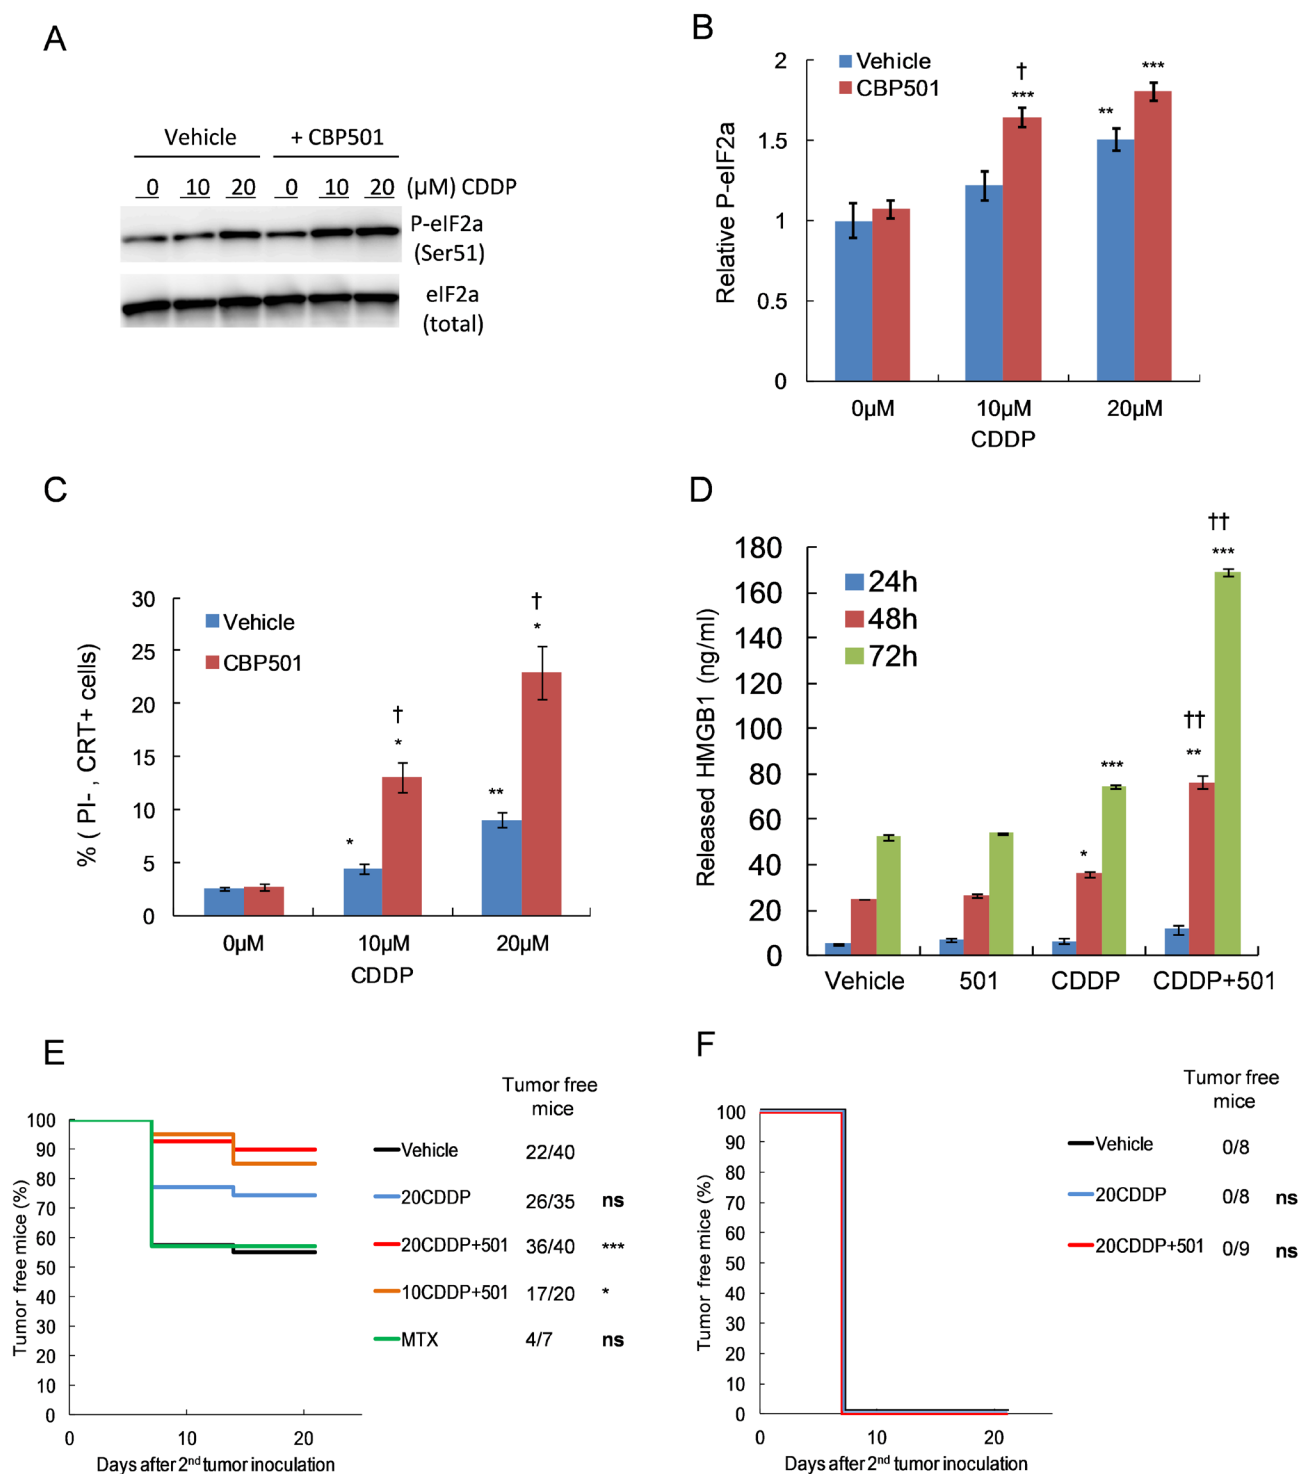 A
Vehicle + CBP501
0 10 20 0 10 20 (µM) CDDP
P-eIF2a
(Ser51)
eIF2a
(total)
B
Vehicle
CBP501
Relative P-eIF2a
2
1.5
1
0.5
0
†
***
**
***
0µM 10µM 20µM
CDDP
C
% ( PI- , CRT+ cells)
30
25
20
15
10
5
0
Vehicle
CBP501
*
†
*
**
†
*
0µM 10µM 20µM
CDDP
D
Released HMGB1 (ng/ml)
180
160
140
120
100
80
60
40
20
0
24h
48h
72h
*
***
††
**
††
***
Vehicle 501 CDDP CDDP+501
E
Tumor free mice (%)
100
90
80
70
60
50
40
30
20
10
0
0 10 20
Days after 2nd tumor inoculation
Tumor free
mice
Vehicle 22/40
20CDDP 26/35 ns
20CDDP+501 36/40 ***
10CDDP+501 17/20 *
MTX 4/7 ns
F
Tumor free mice (%)
100
90
80
70
60
50
40
30
20
10
0
0 10 20
Days after 2nd tumor inoculation
Tumor free
mice
Vehicle 0/8
20CDDP 0/8 ns
20CDDP+501 0/9 ns